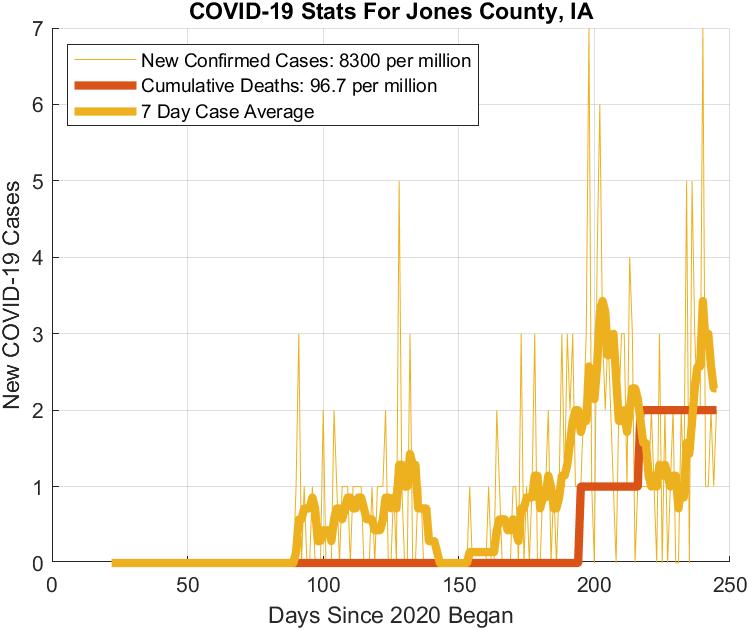 COVID-19 Stats For Jones County, IA
New Confirmed Cases: 8300 per million
Cumulative Deaths: 96.7 per million
7 Day Case Average
New COVID-19 Cases
7
6
5
4
3
2
1
0
0 50 100 150 200 250
Days Since 2020 Began